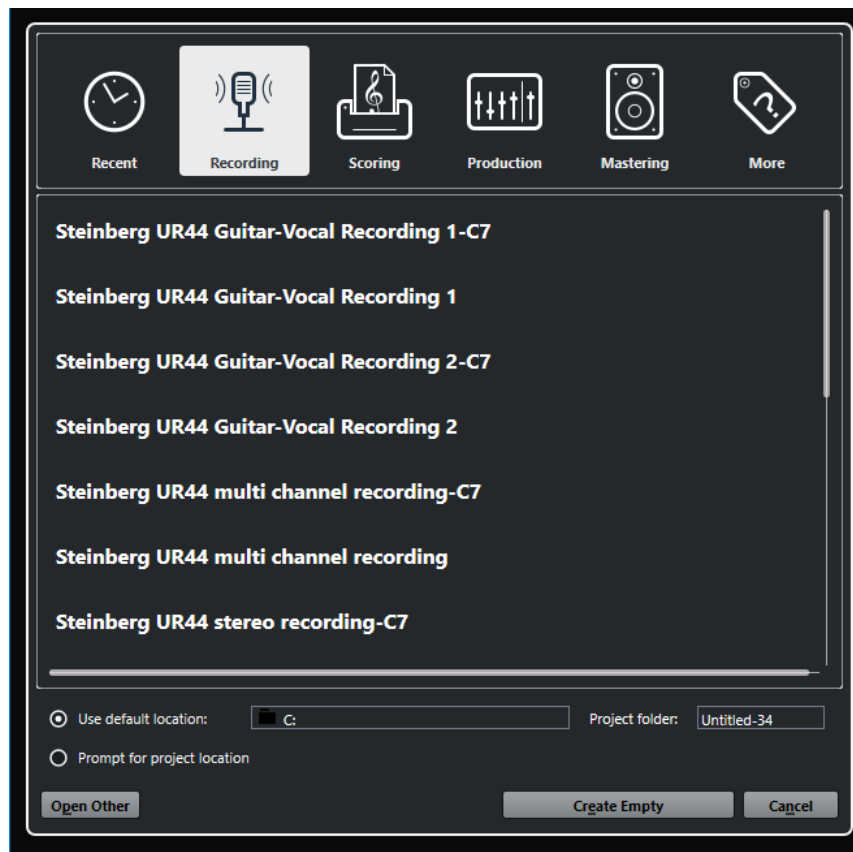 Recent Recording Scoring Production Mastering More
Steinberg UR44 Guitar-Vocal Recording 1-C7
Steinberg UR44 Guitar-Vocal Recording 1
Steinberg UR44 Guitar-Vocal Recording 2-C7
Steinberg UR44 Guitar-Vocal Recording 2
Steinberg UR44 multi channel recording-C7
Steinberg UR44 multi channel recording
Steinberg UR44 stereo recording-C7
Use default location: C: Project folder: Untitled-34
Prompt for project location
Open Other Create Empty Cancel